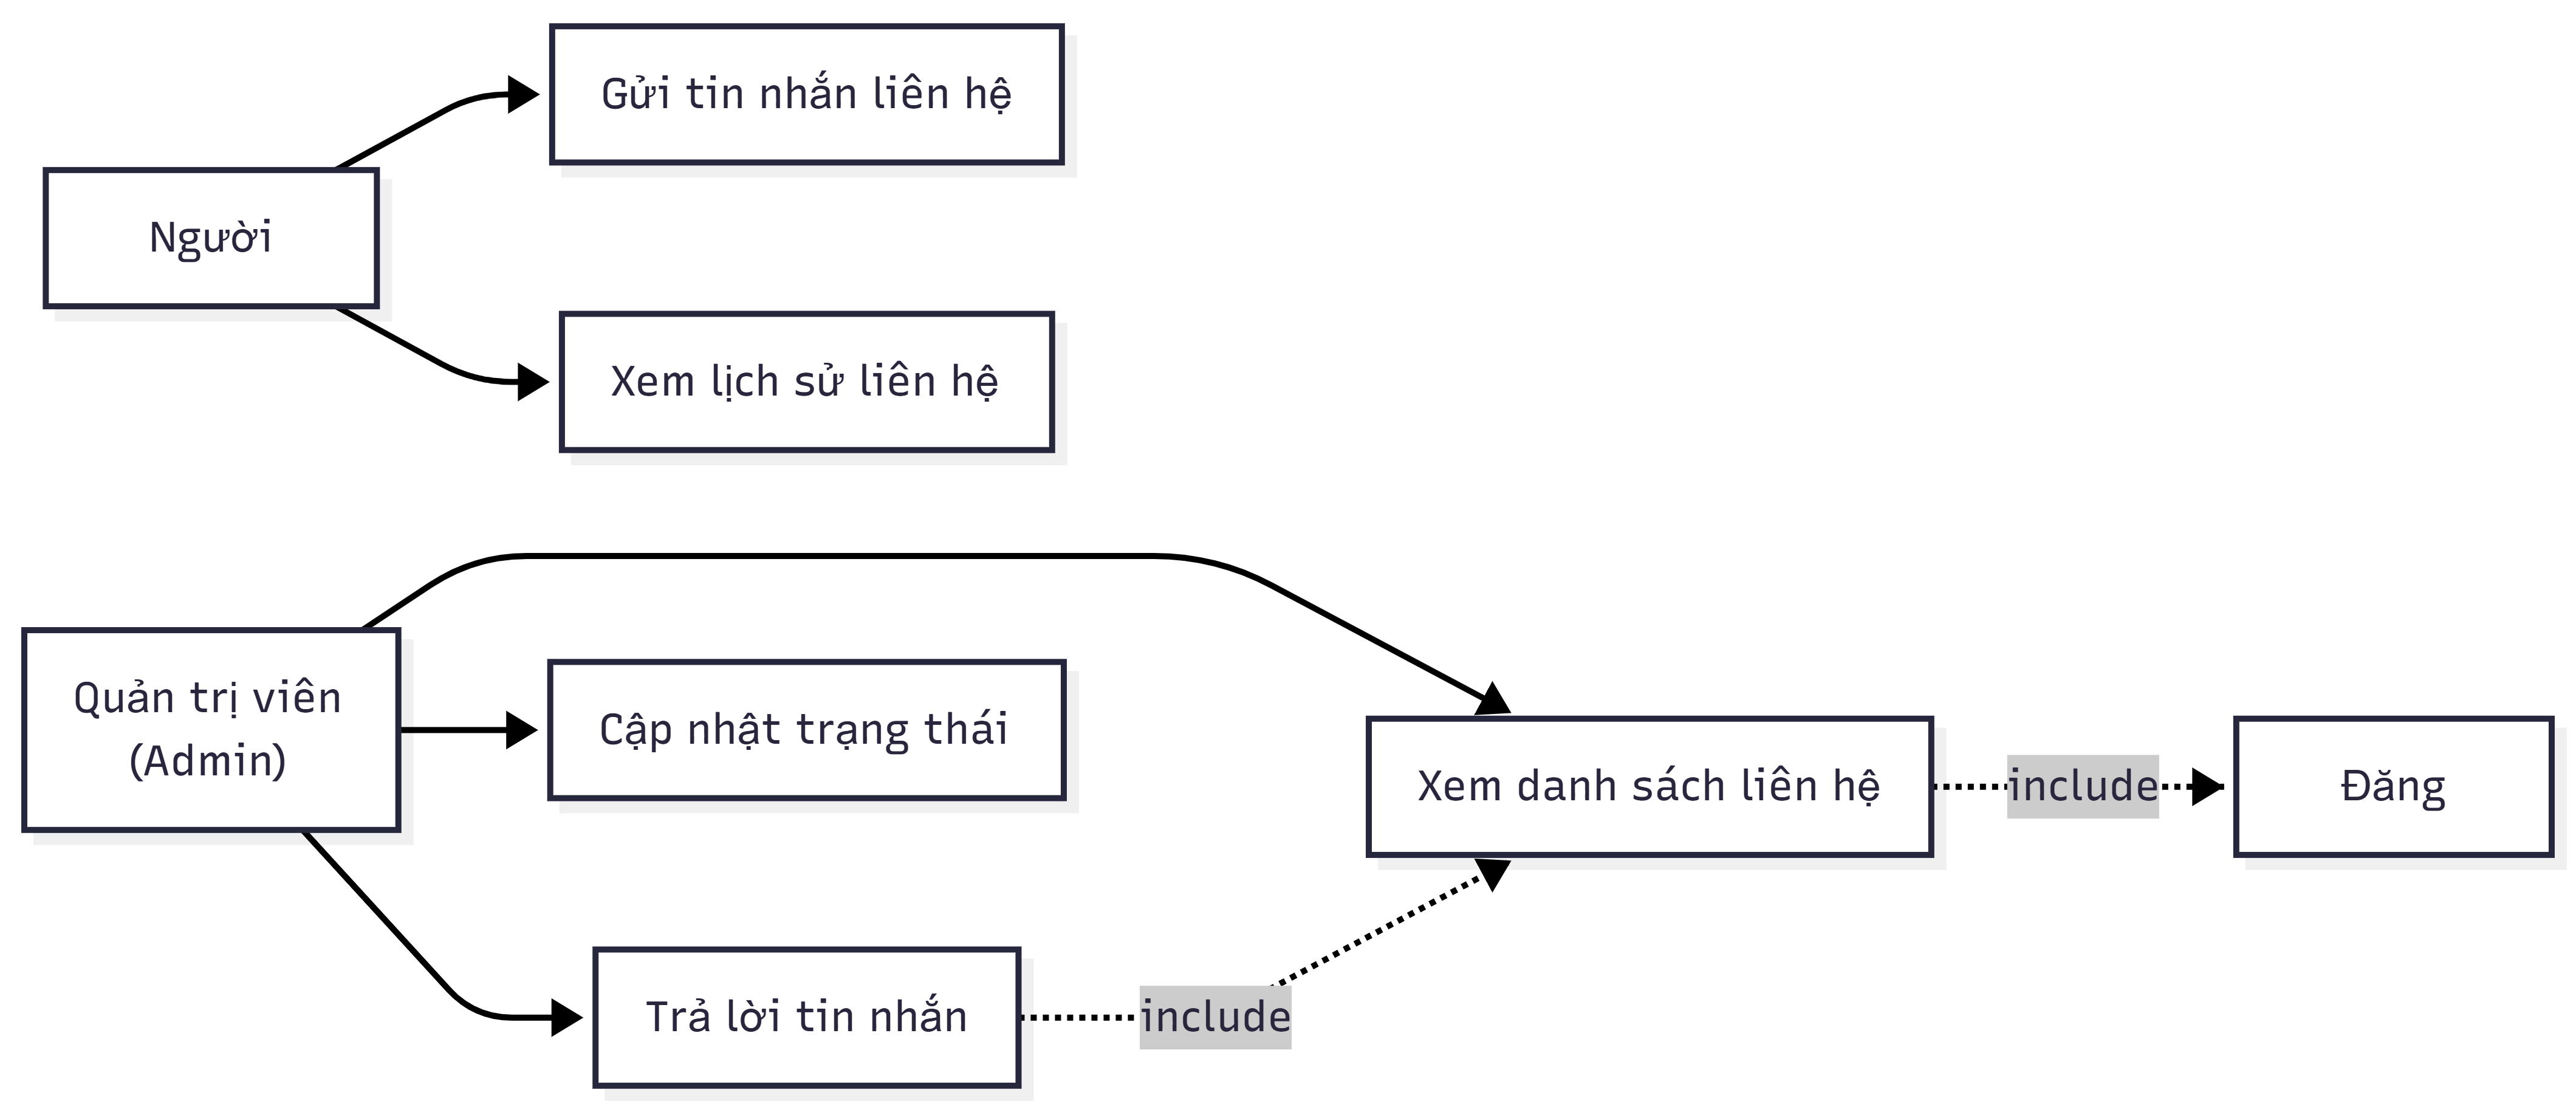 Gửi tin nhắn liên hệ
Người
Xem lịch sử liên hệ
Quản trị viên
(Admin)
Cập nhật trạng thái
Xem danh sách liên hệ
include
Đăng
Trả lời tin nhắn
include